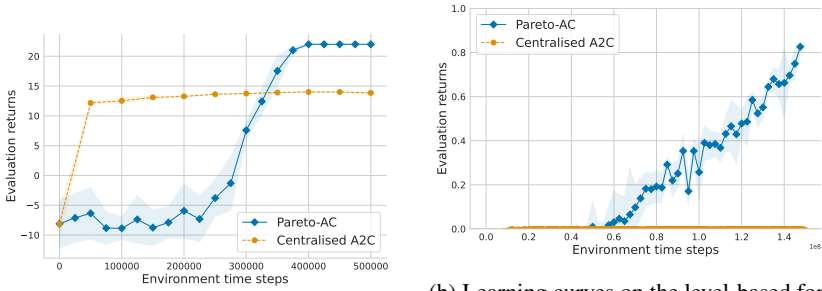 Evaluation returns
20
15
10
5
0
−5
−10
0 100000 200000 300000 400000 500000
Environment time steps
Pareto-AC
Centralised A2C
Evaluation returns
1.0
0.8
0.6
0.4
0.2
0.0
0.0 0.2 0.4 0.6 0.8 1.0 1.2 1.4
1e8
Environment time steps
Pareto-AC
Centralised A2C
(b) Learning curves on the level-based